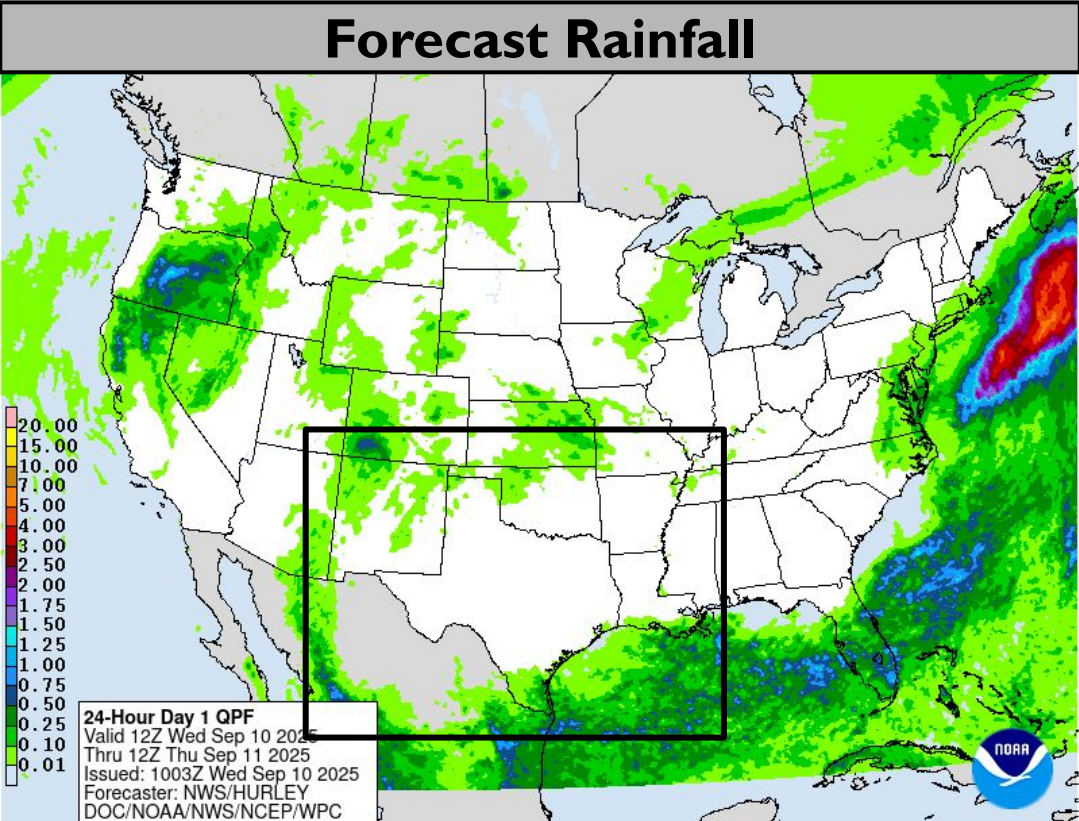 Forecast Rainfall
20.00
15.00
10.00
7.00
5.00
4.00
3.00
2.50
2.00
1.75
1.50
1.25
1.00
0.75
0.50
0.25
0.10
0.01
24-Hour Day 1 QPF
Valid 12Z Wed Sep 10 2025
Thru 12Z Thu Sep 11 2025
Issued: 1003Z Wed Sep 10 2025
Forecaster: NWS/HURLEY
DOC/NOAA/NWS/NCEP/WPC
NOAA